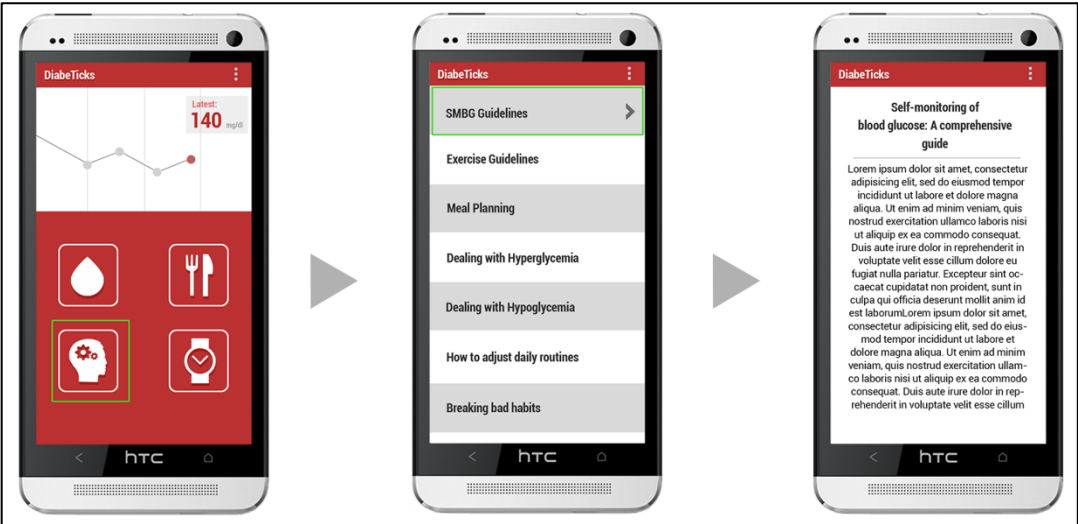 DiabeTicks
Latest:
140 mg/dl
hTC
DiabeTicks
SMBG Guidelines
Exercise Guidelines
Meal Planning
Dealing with Hyperglycemia
Dealing with Hypoglycemia
How to adjust daily routines
Breaking bad habits
hTC
DiabeTicks
Self-monitoring of
blood glucose: A comprehensive
guide
Lorem ipsum dolor sit amet, consectetur
adipisicing elit, sed do eiusmod tempor
incididunt ut labore et dolore magna
aliqua. Ut enim ad minim veniam, quis
nostrud exercitation ullamco laboris nisi
ut aliquip ex ea commodo consequat.
Duis aute irure dolor in reprehenderit in
voluptate velit esse cillum dolore eu
fugiat nulla pariatur. Excepteur sint oc-
caecat cupidatat non proident, sunt in
culpa qui officia deserunt mollit anim id
est laborumLorem ipsum dolor sit amet,
consectetur adipisicing elit, sed do eius-
mod tempor incididunt ut labore et
dolore magna aliqua. Ut enim ad minim
veniam, quis nostrud exercitation ullam-
co laboris nisi ut aliquip ex ea commodo
consequat. Duis aute irure dolor in rep-
rehenderit in voluptate velit esse cillum
hTC